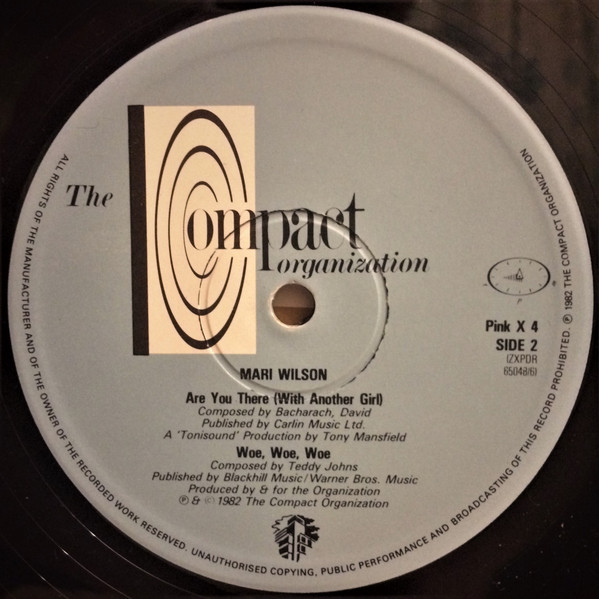 The Compact
organization
Pink X 4
SIDE 2
(ZXPDR
65048/6)
MARI WILSON
Are You There (With Another Girl)
Composed by Bacharach, David
Published by Carlin Music Ltd.
A 'Tonisound' Production by Tony Mansfield
Woe, Woe, Woe
Composed by Teddy Johns
Published by Blackhill Music/Warner Bros. Music
Produced by & for the Organization
℗ & © 1982 The Compact Organization
ALL RIGHTS OF THE MANUFACTURER AND OF THE OWNER OF THE RECORDED WORK RESERVED. UNAUTHORISED COPYING, PUBLIC PERFORMANCE AND BROADCASTING OF THIS RECORD PROHIBITED. ℗ 1982 THE COMPACT ORGANIZATION